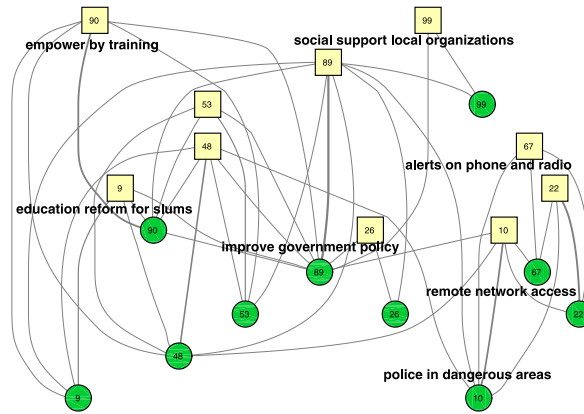 90
99
empower by training
social support local organizations
89
53
99
48
67
alerts on phone and radio
9
22
education reform for slums
90
26
10
improve government policy
89
67
remote network access
53
26
22
48
police in dangerous areas
9
10